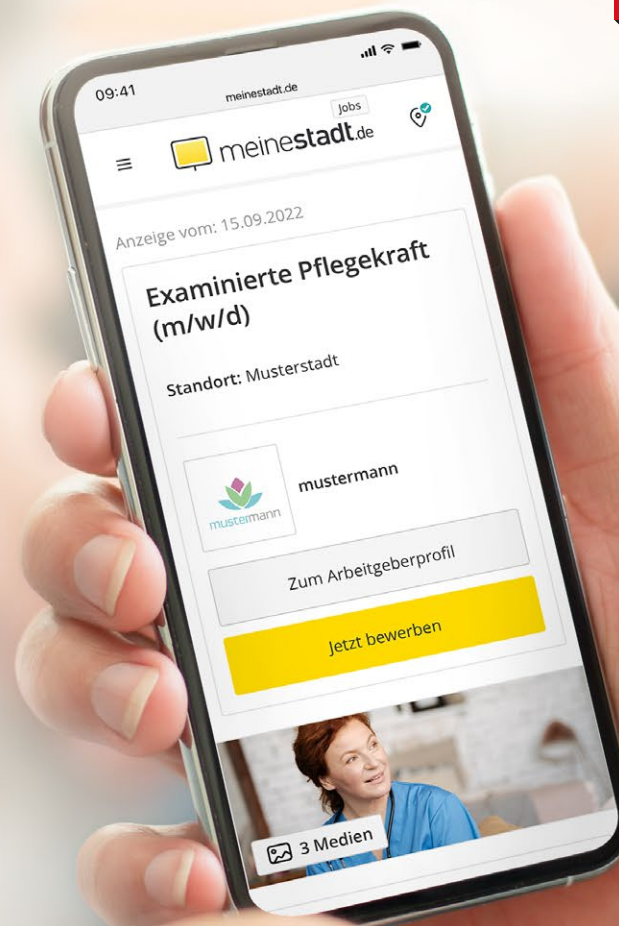 09:41
meinestadt.de
Jobs
meinestadt.de
Anzeige vom: 15.09.2022
Examinierte Pflegekraft
(m/w/d)
Standort: Musterstadt
mustermann
mustermann
Zum Arbeitgeberprofil
Jetzt bewerben
3 Medien